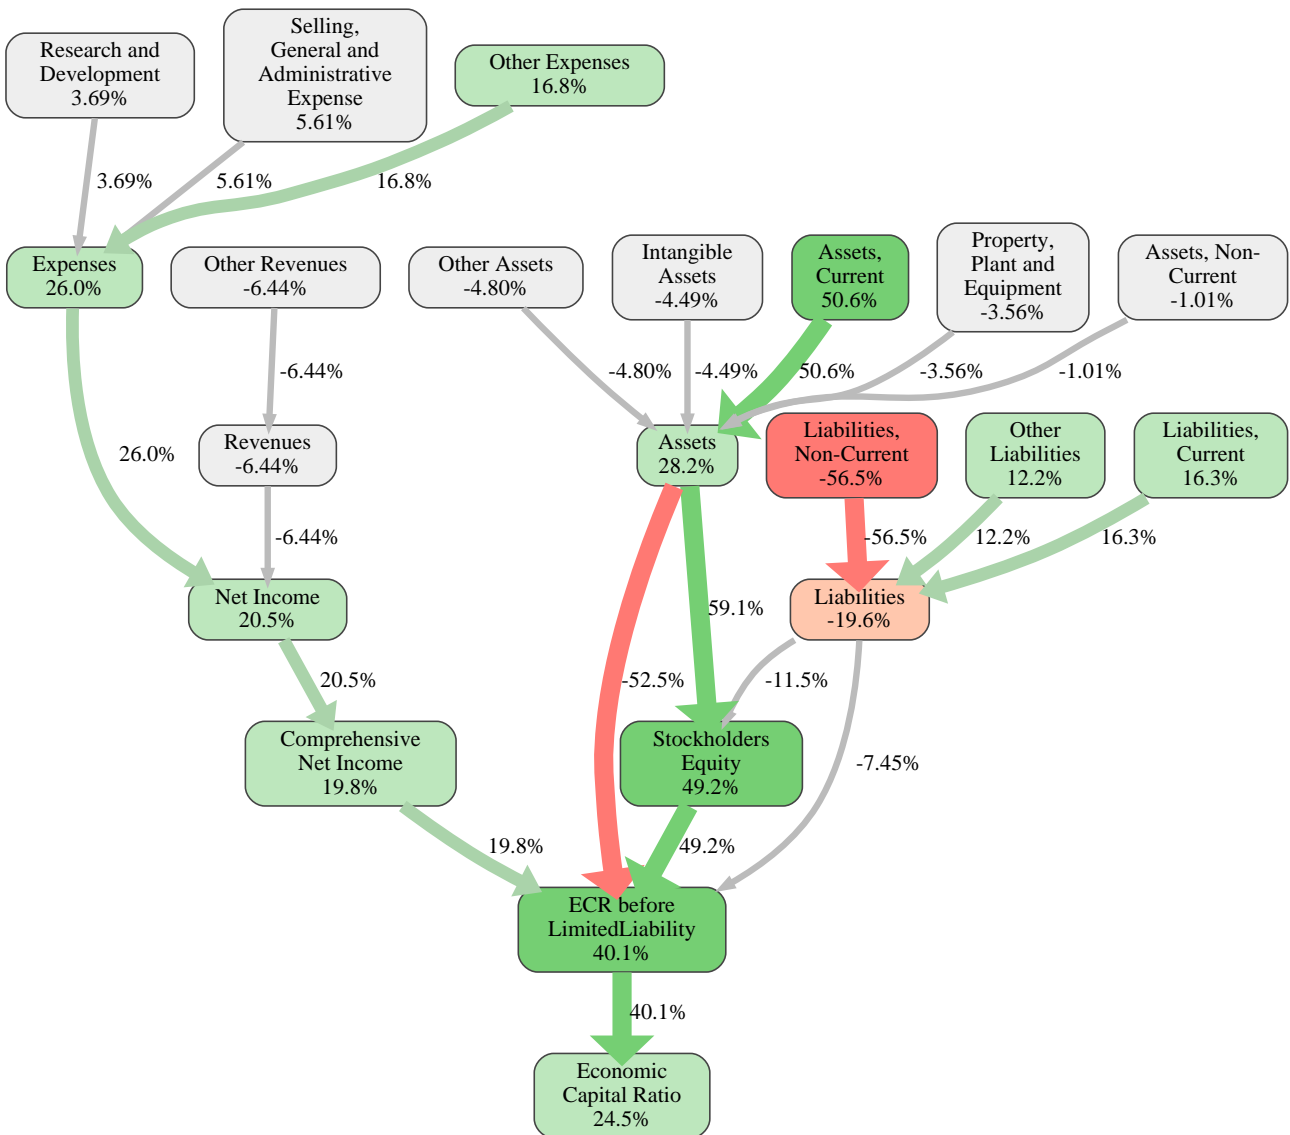 Research and
Development
3.69%
Selling,
General and
Administrative
Expense
5.61%
Other Expenses
16.8%
3.69%
5.61%
16.8%
Expenses
26.0%
Other Revenues
-6.44%
Other Assets
-4.80%
Intangible
Assets
-4.49%
Assets,
Current
50.6%
Property,
Plant and
Equipment
-3.56%
Assets, Non-
Current
-1.01%
-6.44%
-4.80%
-4.49%
50.6%
-3.56%
-1.01%
26.0%
Revenues
-6.44%
Assets
28.2%
Liabilities,
Non-Current
-56.5%
Other
Liabilities
12.2%
Liabilities,
Current
16.3%
-6.44%
-56.5%
12.2%
16.3%
Net Income
20.5%
59.1%
Liabilities
-19.6%
20.5%
-52.5%
-11.5%
Comprehensive
Net Income
19.8%
Stockholders
Equity
49.2%
-7.45%
19.8%
49.2%
ECR before
LimitedLiability
40.1%
40.1%
Economic
Capital Ratio
24.5%